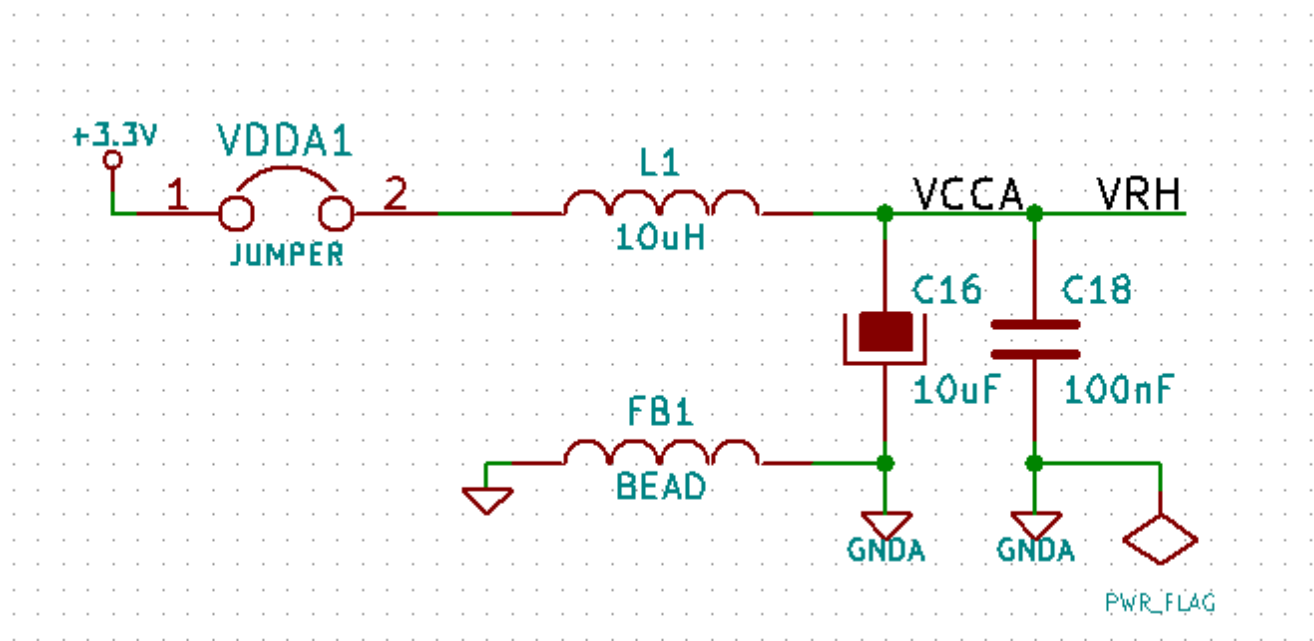 +3.3V
VDDA1
1
2
JUMPER
L1
10uH
VCCA
VRH
C16
10uF
C18
100nF
FB1
BEAD
GNDA
GNDA
PWR_FLAG